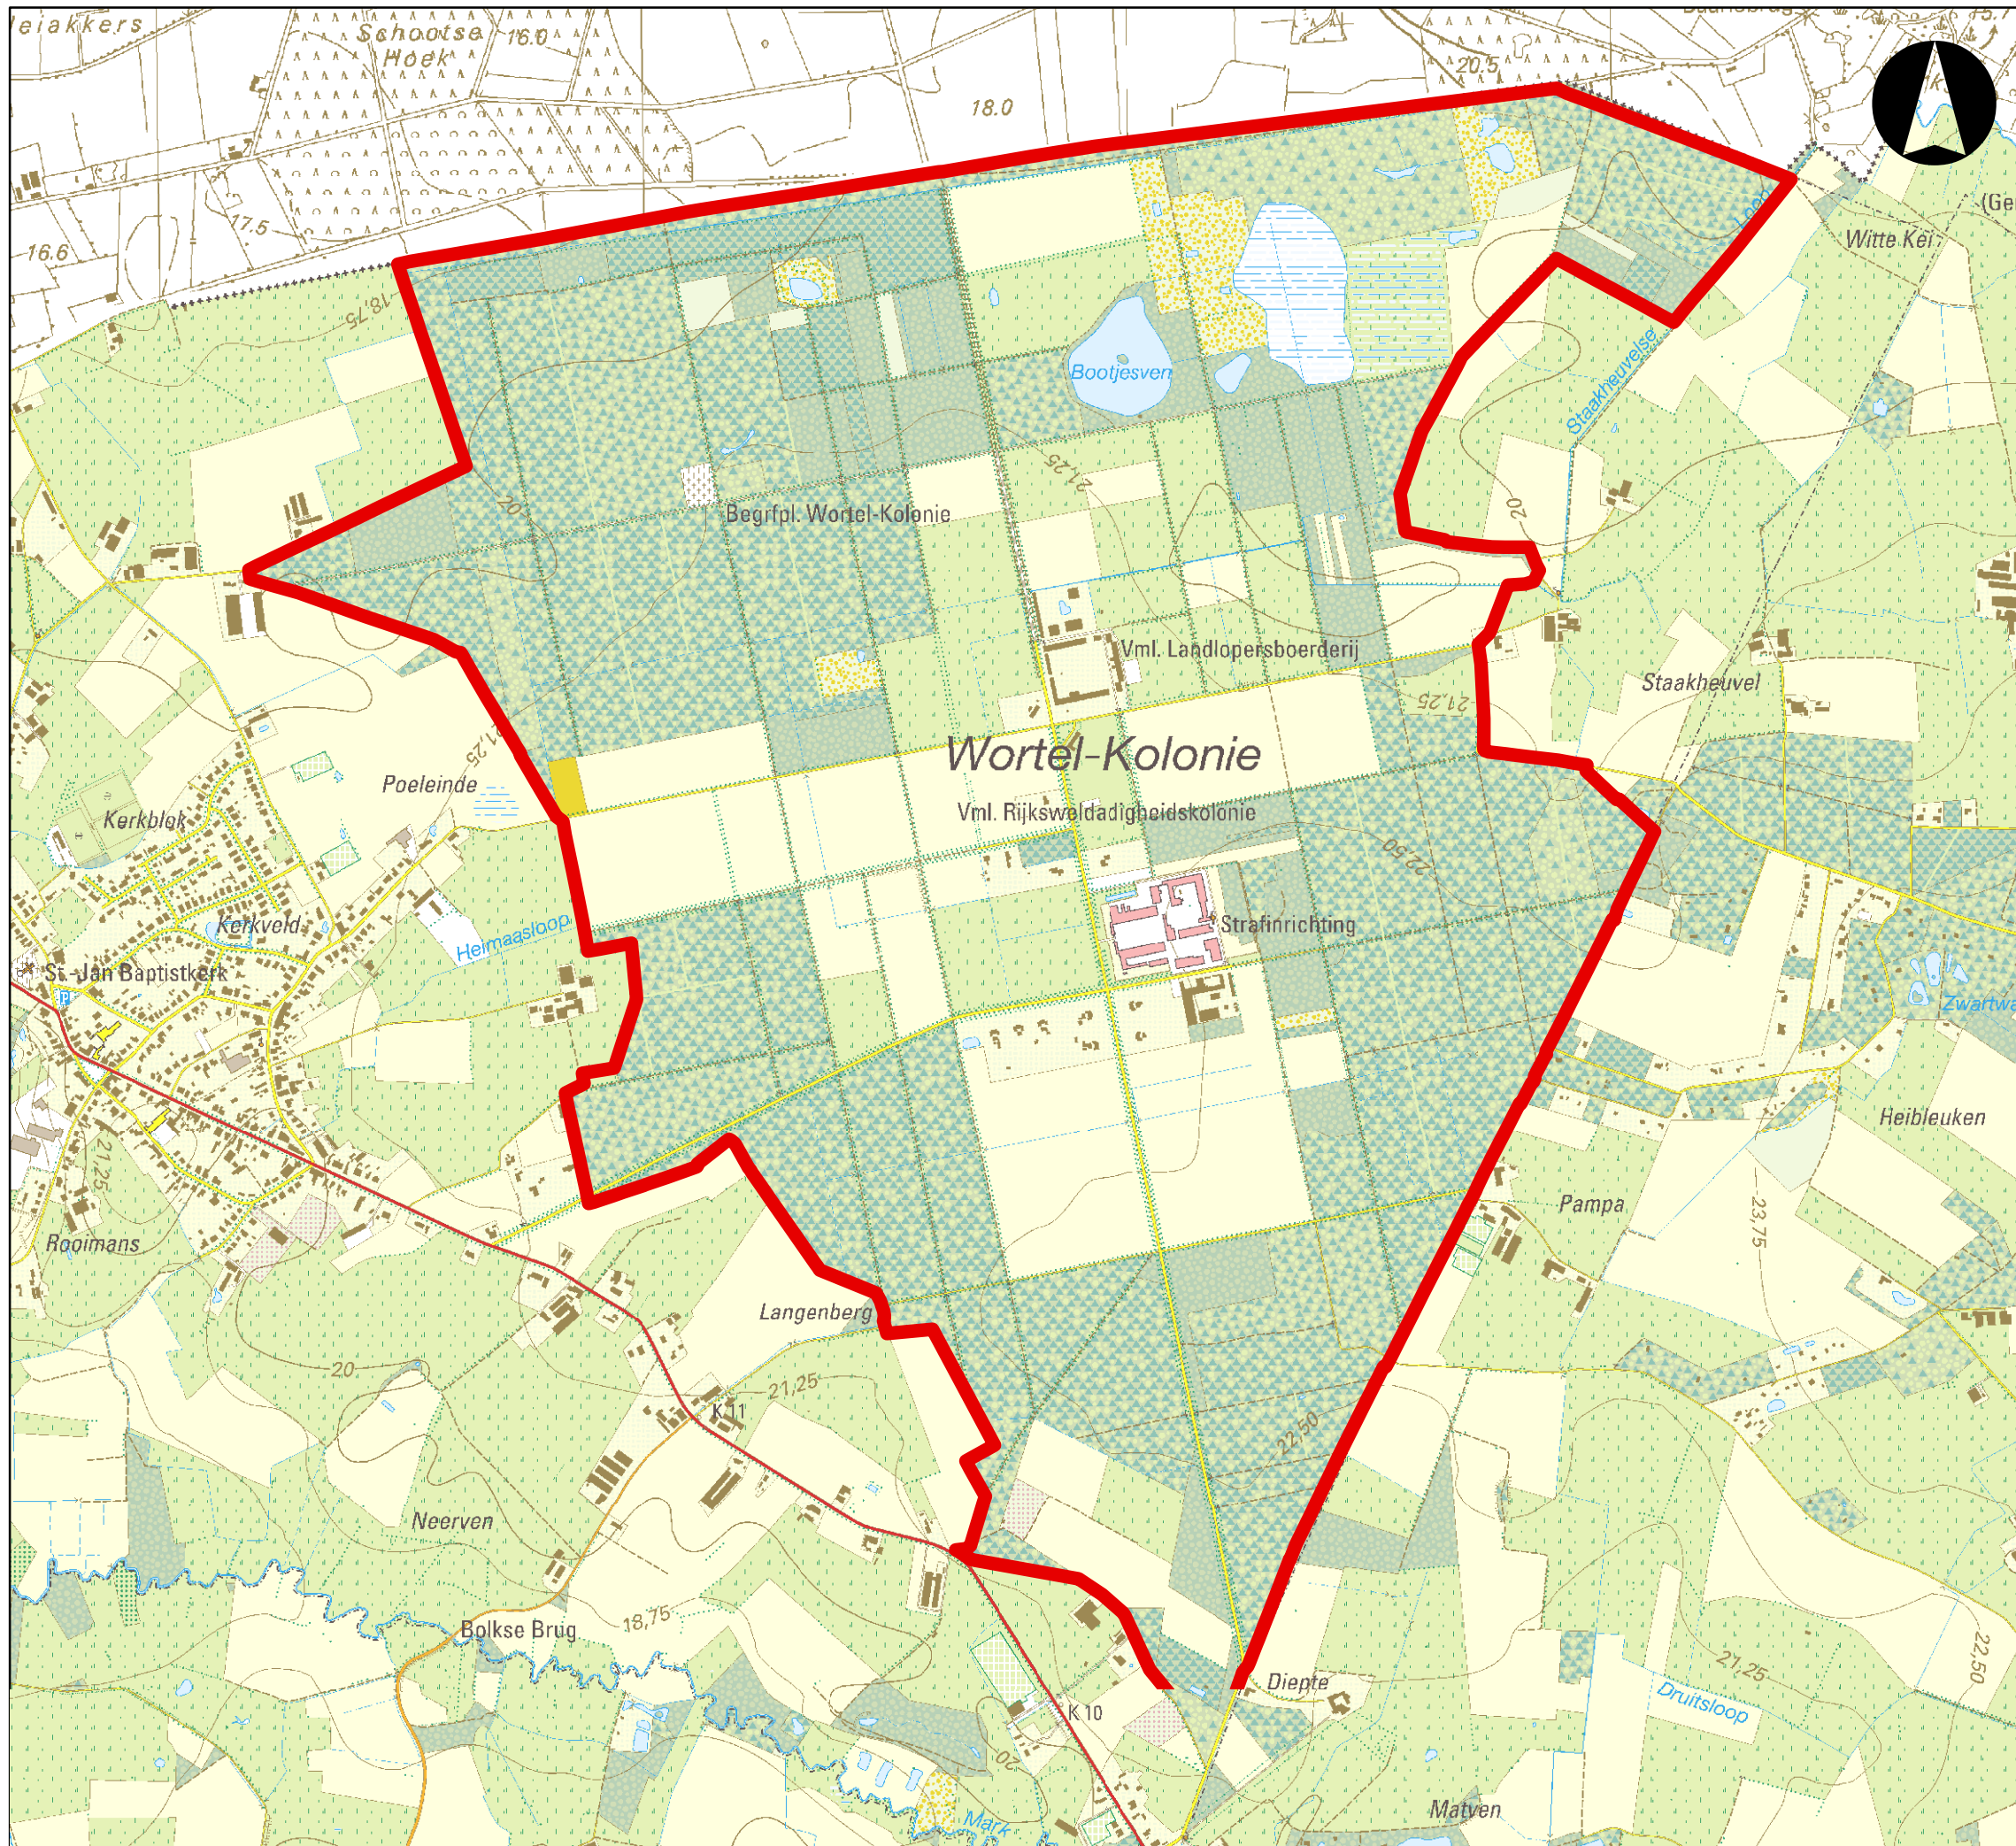 Schootse
Hoek
16.0
20.5
18.0
17.5
16.6
18,75
Witte Kei
Bootjesven
Staakheuvelse
20
21,25
20
Begrfpl. Wortel-Kolonie
Vml. Landlopersboerderij
Staakheuvel
21,25
21,25
Wortel-Kolonie
Poeleinde
Kerkblok
Vml. Rijksweldadigheidskolonie
22,50
Kerkveld
Heimaasloop
Strafinrichting
St.-Jan Baptistkerk
P
Heibleuken
21,25
Pampa
23,75
Rooimans
Langenberg
20
21,25
K 11
22,50
Neerven
18,75
Bolkse Brug
22,50
21,25
Diepte
Druitsloop
K 10
20
Mark
Matven